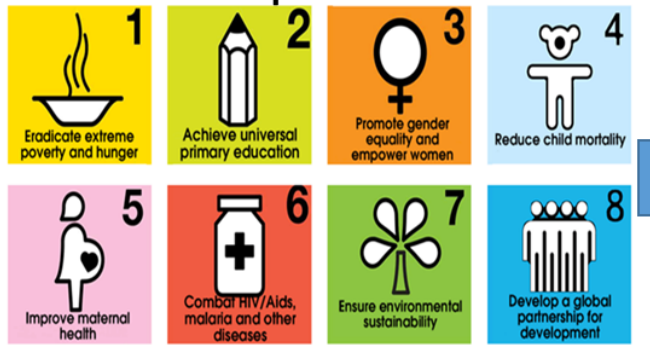 1
Eradicate extreme
poverty and hunger
2
Achieve universal
primary education
3
Promote gender
equality and
empower women
4
Reduce child mortality
5
Improve maternal
health
6
Combat HIV/Aids,
malaria and other
diseases
7
Ensure environmental
sustainability
8
Develop a global
partnership for
development